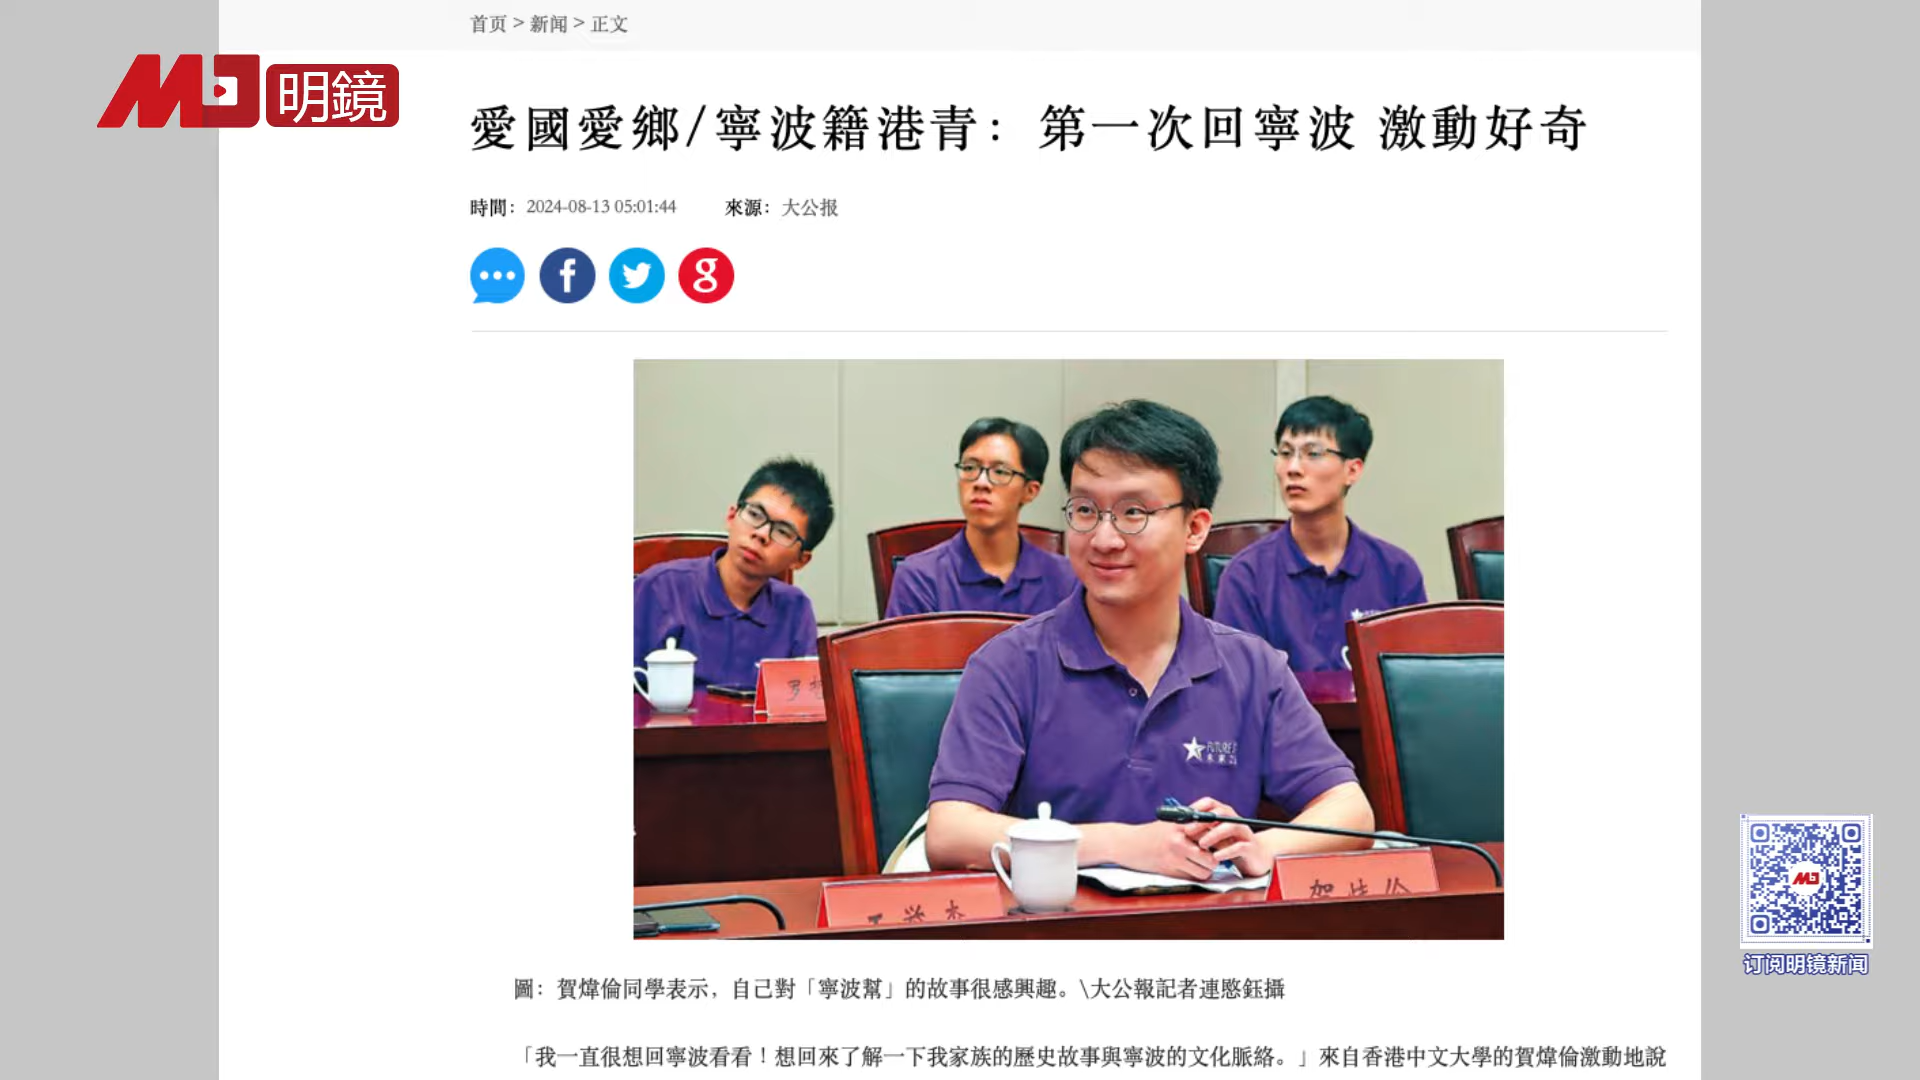 首页 > 新闻 > 正文
MJ 明鏡
愛國愛鄉/寧波籍港青：第一次回寧波 激動好奇
時間：2024-08-13 05:01:44 來源：大公报
FUTURE
賀
圖：賀煒倫同學表示，自己對「寧波幫」的故事很感興趣。\大公報記者連愍鈺攝
「我一直很想回寧波看看！想回來了解一下我家族的歷史故事與寧波的文化脈絡。」來自香港中文大學的賀煒倫激動地說
MJ
订阅明镜新闻